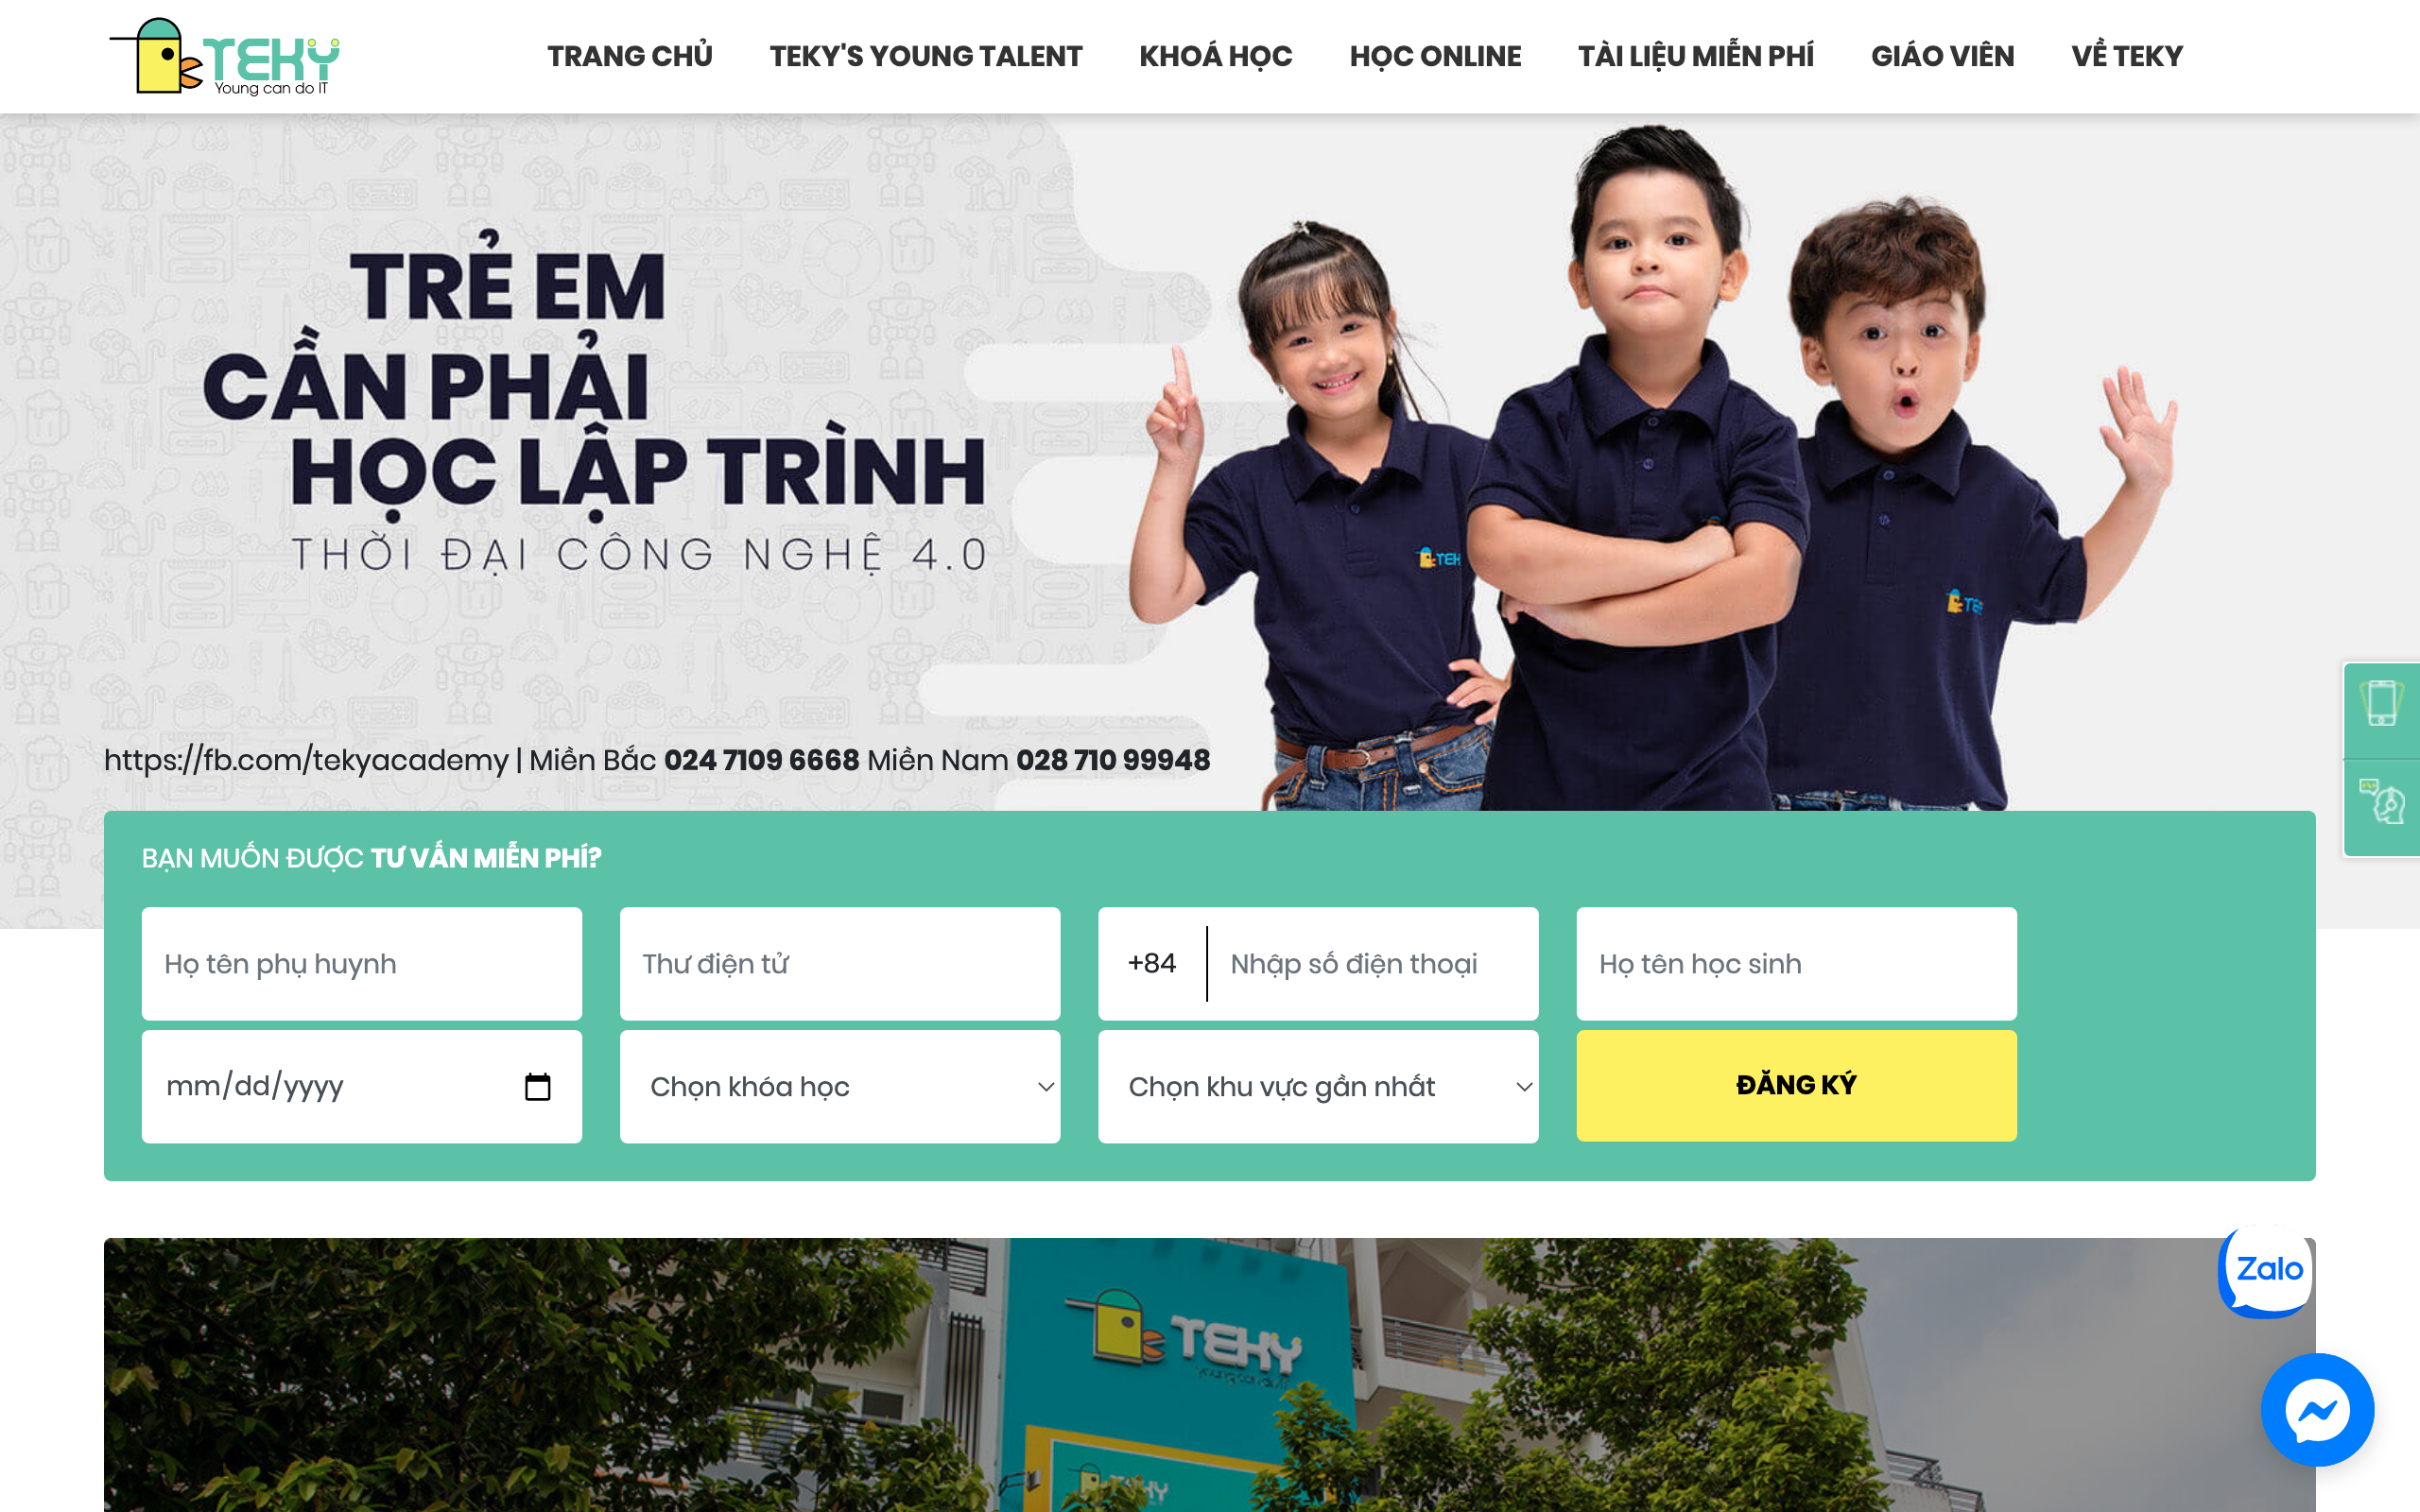 TEKY
Young can do IT
TRANG CHỦ
TEKY'S YOUNG TALENT
KHOÁ HỌC
HỌC ONLINE
TÀI LIỆU MIỄN PHÍ
GIÁO VIÊN
VỀ TEKY
TRẺ EM
CẦN PHẢI
HỌC LẬP TRÌNH
THỜI ĐẠI CÔNG NGHỆ 4.0
https://fb.com/tekyacademy | Miền Bắc 024 7109 6668 Miền Nam 028 710 99948
BẠN MUỐN ĐƯỢC TƯ VẤN MIỄN PHÍ?
Họ tên phụ huynh
Thư điện tử
+84
Nhập số điện thoại
Họ tên học sinh
mm/dd/yyyy
Chọn khóa học
Chọn khu vực gần nhất
ĐĂNG KÝ
Zalo
TEKY
Young can do IT